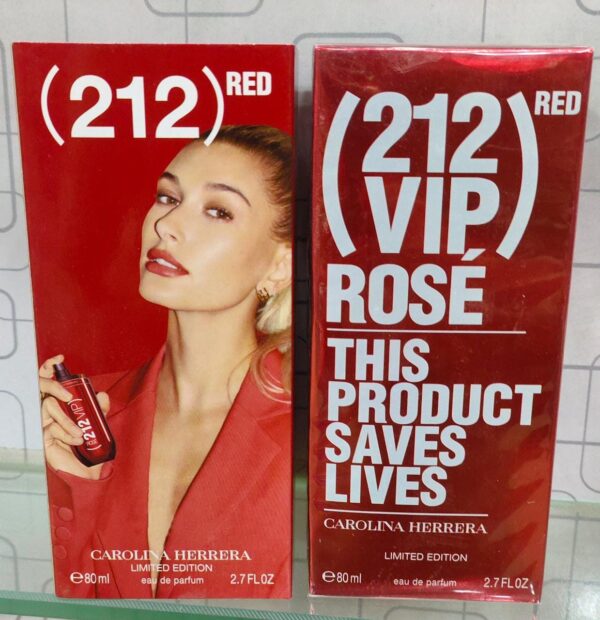 (212) RED
(212 VIP)
ROSÉ
CAROLINA HERRERA
LIMITED EDITION
℮80ml eau de parfum 2.7 FL OZ
(212 RED
VIP)
ROSÉ
THIS
PRODUCT
SAVES
LIVES
CAROLINA HERRERA
LIMITED EDITION
℮80ml eau de parfum 2.7 FL OZ